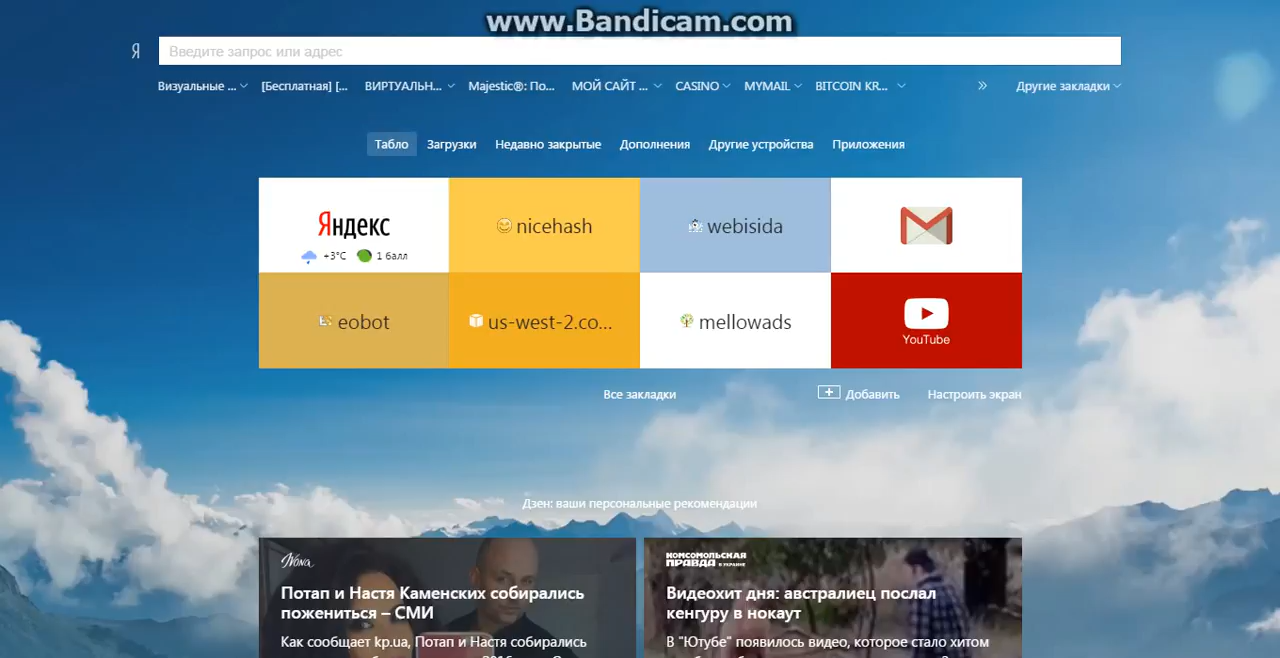 www.Bandicam.com
Я Введите запрос или адрес
Визуальные ... [Бесплатная] [... ВИРТУАЛЬН... Majestic®: По... МОЙ САЙТ ... CASINO MYMAIL BITCOIN KR... » Другие закладки
Табло Загрузки Недавно закрытые Дополнения Другие устройства Приложения
Яндекс
+3°C 1 балл
nicehash
webisida
eobot
us-west-2.co...
mellowads
YouTube
Все закладки Добавить Настроить экран
Дзен: ваши персональные рекомендации
Ивона
Потап и Настя Каменских собирались
пожениться – СМИ
Как сообщает kp.ua, Потап и Настя собирались
КОМСОМОЛЬСКАЯ
ПРАВДА В УКРАИНЕ
Видеохит дня: австралиец послал
кенгуру в нокаут
В "Ютубе" появилось видео, которое стало хитом